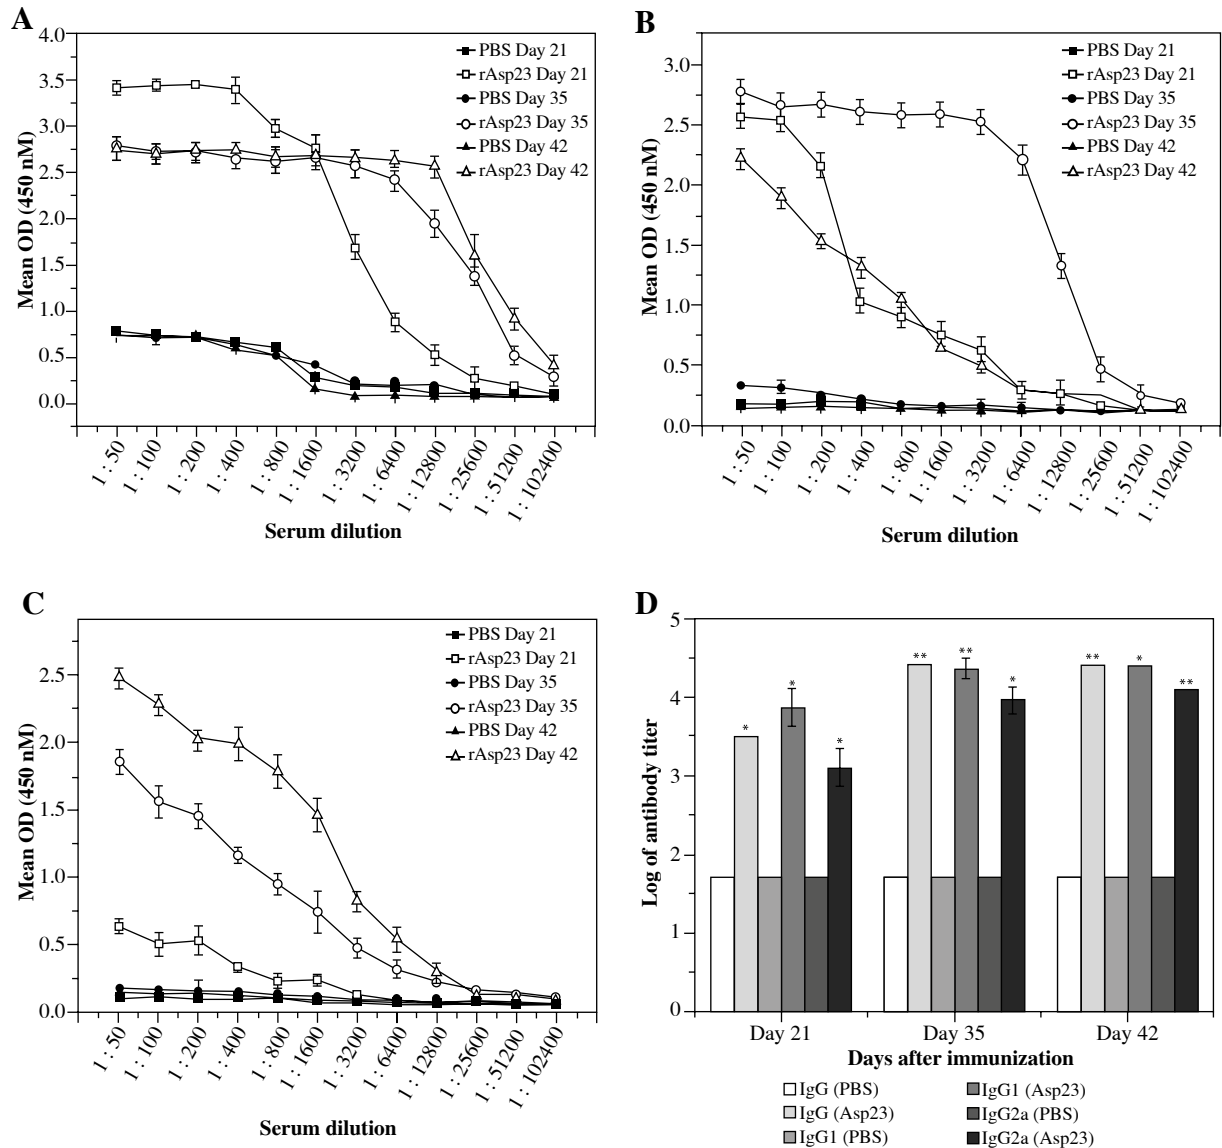 A
4.0
3.5
3.0
2.5
2.0
1.5
1.0
0.5
0.0
Mean OD (450 nM)
PBS Day 21
rAsp23 Day 21
PBS Day 35
rAsp23 Day 35
PBS Day 42
rAsp23 Day 42
1 : 50
1 : 100
1 : 200
1 : 400
1 : 800
1 : 1600
1 : 3200
1 : 6400
1 : 12800
1 : 25600
1 : 51200
1 : 102400
Serum dilution
B
3.0
2.5
2.0
1.5
1.0
0.5
0.0
Mean OD (450 nM)
PBS Day 21
rAsp23 Day 21
PBS Day 35
rAsp23 Day 35
PBS Day 42
rAsp23 Day 42
1 : 50
1 : 100
1 : 200
1 : 400
1 : 800
1 : 1600
1 : 3200
1 : 6400
1 : 12800
1 : 25600
1 : 51200
1 : 102400
Serum dilution
C
2.5
2.0
1.5
1.0
0.5
0.0
Mean OD (450 nM)
PBS Day 21
rAsp23 Day 21
PBS Day 35
rAsp23 Day 35
PBS Day 42
rAsp23 Day 42
1 : 50
1 : 100
1 : 200
1 : 400
1 : 800
1 : 1600
1 : 3200
1 : 6400
1 : 12800
1 : 25600
1 : 51200
1 : 102400
Serum dilution
D
5
4
3
2
1
0
Log of antibody titer
* * *
** ** *
** * **
Day 21
Day 35
Day 42
Days after immunization
IgG (PBS)
IgG (Asp23)
IgG1 (PBS)
IgG1 (Asp23)
IgG2a (PBS)
IgG2a (Asp23)